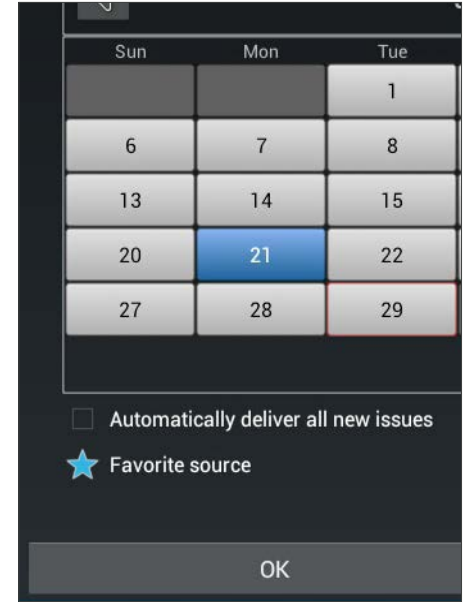 Sun Mon Tue
1
6 7 8
13 14 15
20 21 22
27 28 29
Automatically deliver all new issues
Favorite source
OK